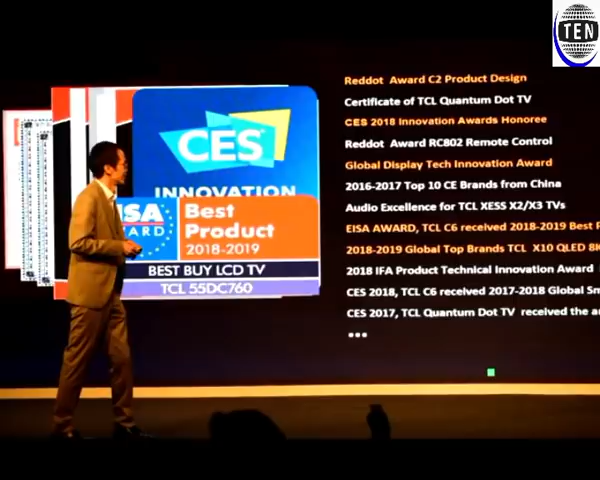 TEN
CES
INNOVATION
EISA
AWARD
Best
Product
2018-2019
BEST BUY LCD TV
TCL 55DC760
Reddot Award C2 Product Design
Certificate of TCL Quantum Dot TV
CES 2018 Innovation Awards Honoree
Reddot Award RC802 Remote Control
Global Display Tech Innovation Award
2016-2017 Top 10 CE Brands from China
Audio Excellence for TCL XESS X2/X3 TVs
EISA AWARD, TCL C6 received 2018-2019 Best
2018-2019 Global Top Brands TCL X10 QLED 8K
2018 IFA Product Technical Innovation Award
CES 2018, TCL C6 received 2017-2018 Global
CES 2017, TCL Quantum Dot TV received the
...